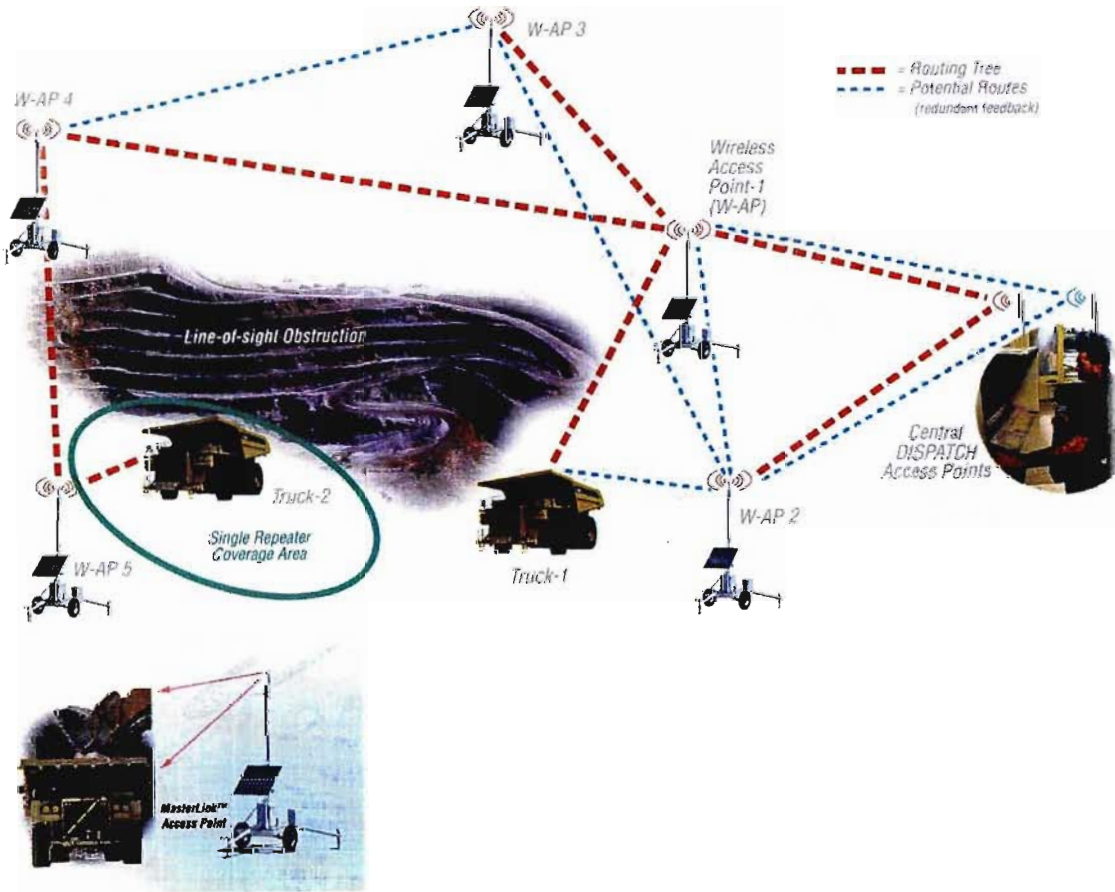 W-AP 3
= Routing Tree
= Potential Routes
(redundant feedback)
W-AP 4
Wireless
Access
Point-1
(W-AP)
Line-of-sight Obstruction
Central
DISPATCH
Access Points
Truck-2
W-AP 2
Single Repeater
Coverage Area
W-AP 5
Truck-1
MasterLink™
Access Point